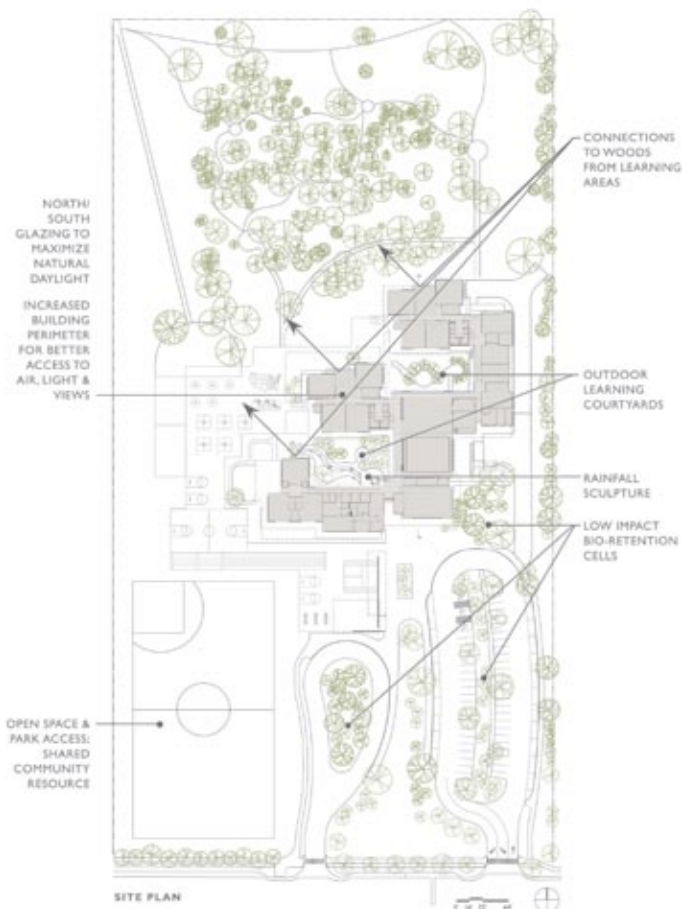 CONNECTIONS
TO WOODS
FROM LEARNING
AREAS
NORTH/
SOUTH
GLAZING TO
MAXIMIZE
NATURAL
DAYLIGHT
INCREASED
BUILDING
PERIMETER
FOR BETTER
ACCESS TO
AIR, LIGHT &
VIEWS
OUTDOOR
LEARNING
COURTYARDS
RAINFALL
SCULPTURE
LOW IMPACT
BIO-RETENTION
CELLS
OPEN SPACE &
PARK ACCESS:
SHARED
COMMUNITY
RESOURCE
SITE PLAN